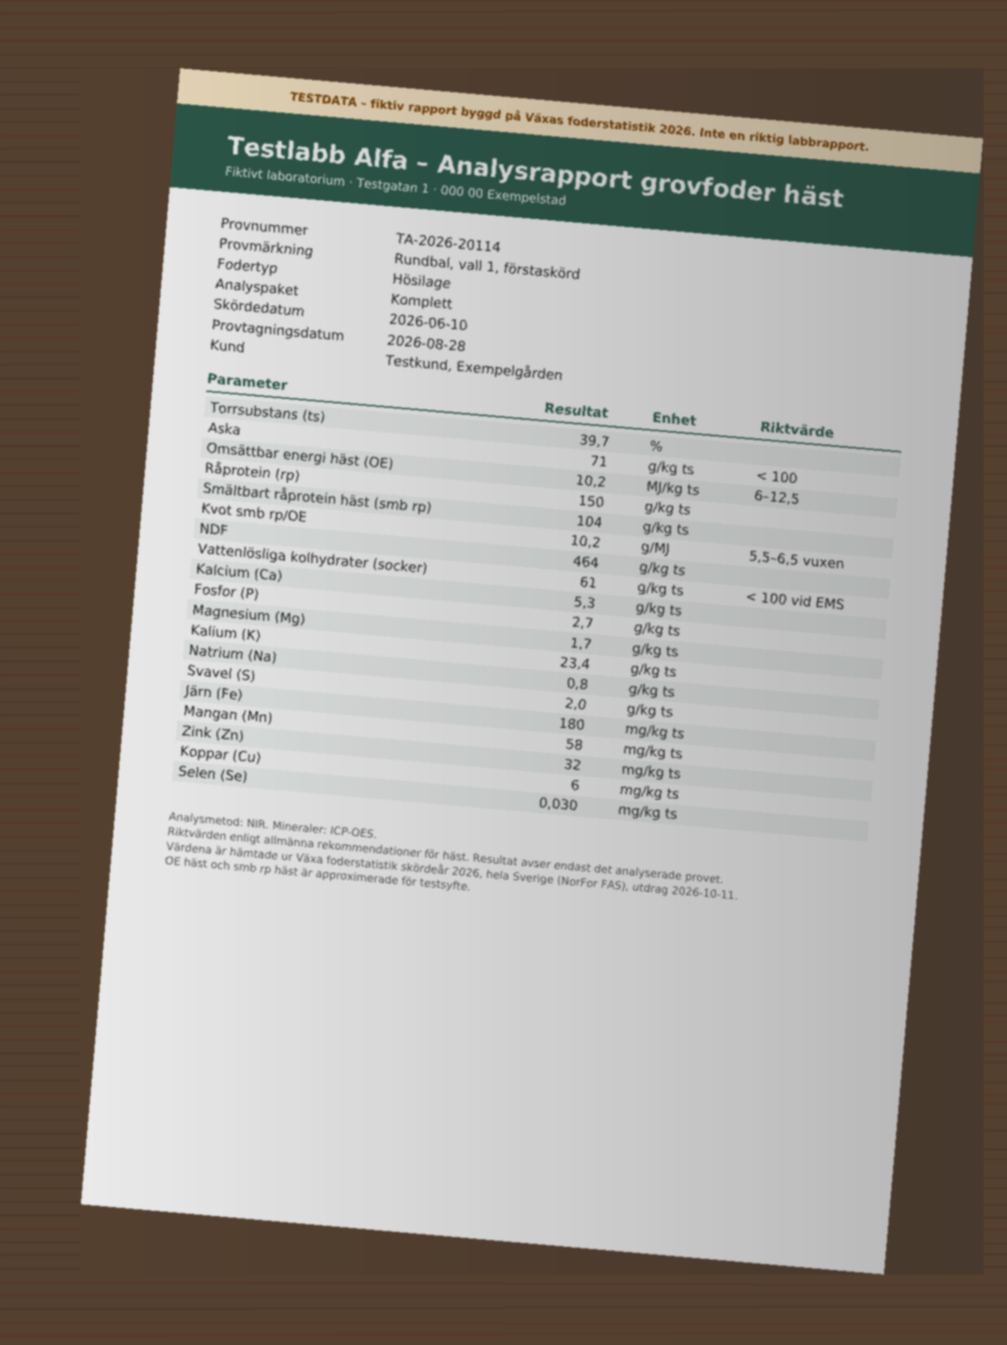 TESTDATA – fiktiv rapport byggd på Växas foderstatistik 2026. Inte en riktig labbrapport.
Testlabb Alfa – Analysrapport grovfoder häst
Fiktivt laboratorium · Testgatan 1 · 000 00 Exempelstad
Provnummer TA-2026-20114
Provmärkning Rundbal, vall 1, förstaskörd
Fodertyp Hösilage
Analyspaket Komplett
Skördedatum 2026-06-10
Provtagningsdatum 2026-08-28
Kund Testkund, Exempelgården
Parameter Resultat Enhet Riktvärde
Torrsubstans (ts) 39,7 %
Aska 71 g/kg ts < 100
Omsättbar energi häst (OE) 10,2 MJ/kg ts 6–12,5
Råprotein (rp) 150 g/kg ts
Smältbart råprotein häst (smb rp) 104 g/kg ts
Kvot smb rp/OE 10,2 g/MJ 5,5–6,5 vuxen
NDF 464 g/kg ts
Vattenlösliga kolhydrater (socker) 61 g/kg ts < 100 vid EMS
Kalcium (Ca) 5,3 g/kg ts
Fosfor (P) 2,7 g/kg ts
Magnesium (Mg) 1,7 g/kg ts
Kalium (K) 23,4 g/kg ts
Natrium (Na) 0,8 g/kg ts
Svavel (S) 2,0 g/kg ts
Järn (Fe) 180 mg/kg ts
Mangan (Mn) 58 mg/kg ts
Zink (Zn) 32 mg/kg ts
Koppar (Cu) 6 mg/kg ts
Selen (Se) 0,030 mg/kg ts
Analysmetod: NIR. Mineraler: ICP-OES.
Riktvärden enligt allmänna rekommendationer för häst. Resultat avser endast det analyserade provet.
Värdena är hämtade ur Växa foderstatistik skördeår 2026, hela Sverige (NorFor FAS), utdrag 2026-10-11.
OE häst och smb rp häst är approximerade för testsyfte.